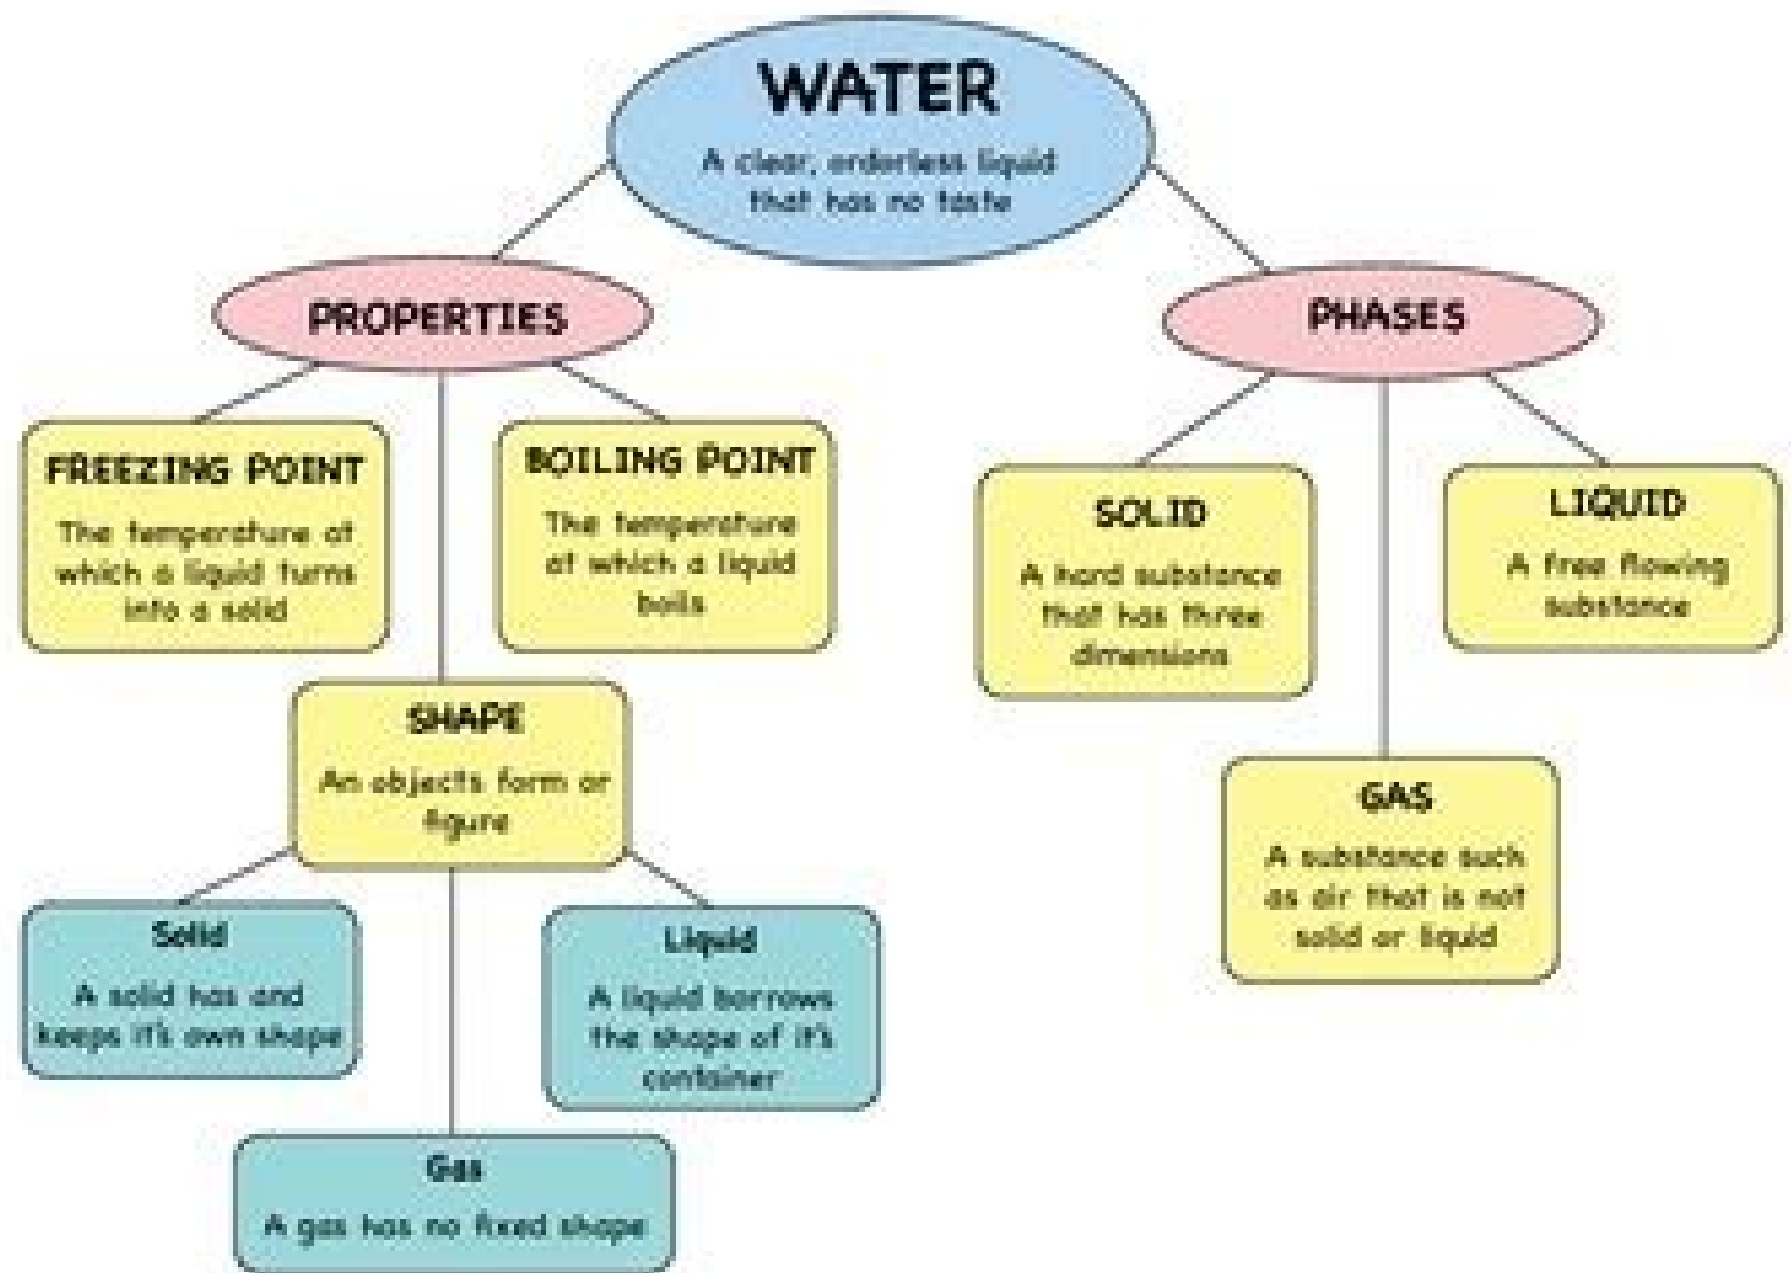 WATER
A clear, ordorless liquid
that has no taste
PROPERTIES
PHASES
FREEZING POINT
The temperature at
which a liquid turns
into a solid
BOILING POINT
The temperature
at which a liquid
boils
SOLID
A hard substance
that has three
dimensions
LIQUID
A free flowing
substance
SHAPE
An objects form or
figure
GAS
A substance such
as air that is not
solid or liquid
Solid
A solid has and
keeps it's own shape
Liquid
A liquid borrows
the shape of it's
container
Gas
A gas has no fixed shape